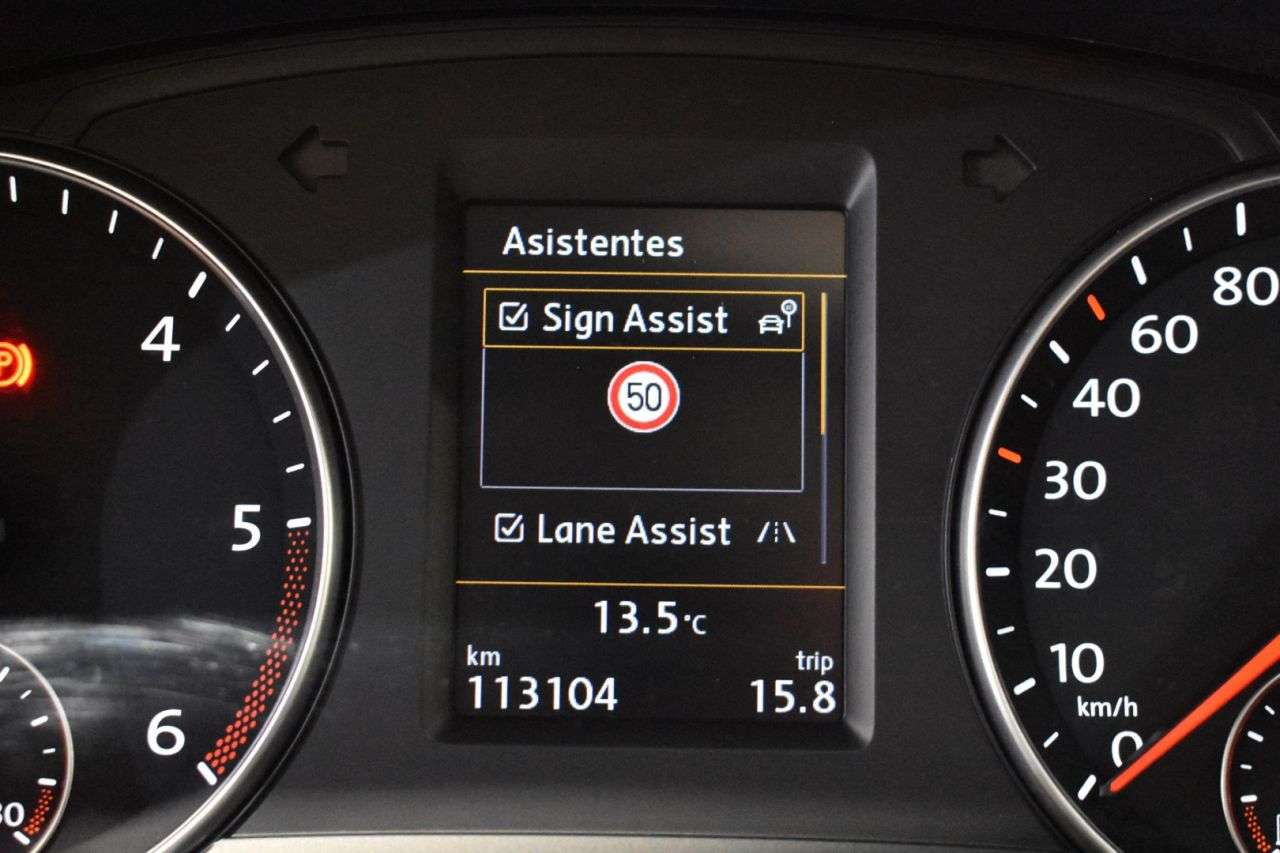 Asistentes
Sign Assist
50
Lane Assist
13.5°C
km trip
113104 15.8
4
5
6
P
80
60
40
30
20
10
km/h
0